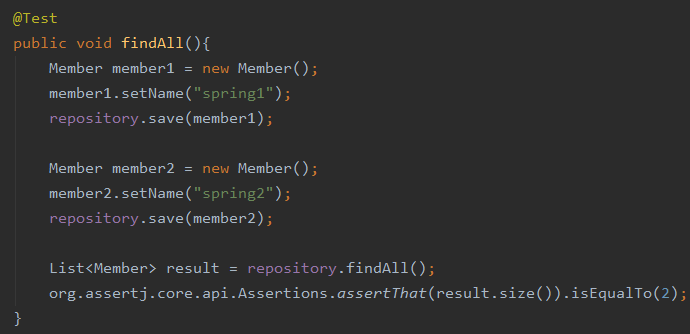 @Test
public void findAll(){
    Member member1 = new Member();
    member1.setName("spring1");
    repository.save(member1);

    Member member2 = new Member();
    member2.setName("spring2");
    repository.save(member2);

    List<Member> result = repository.findAll();
    org.assertj.core.api.Assertions.assertThat(result.size()).isEqualTo(2);
}